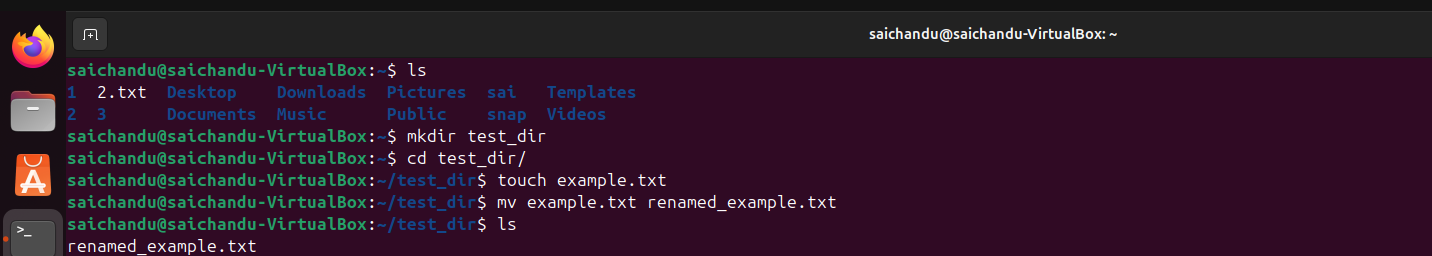 saichandu@saichandu-VirtualBox: ~
saichandu@saichandu-VirtualBox:~$ ls
1  2.txt  Desktop    Downloads  Pictures  sai   Templates
2  3      Documents  Music      Public    snap  Videos
saichandu@saichandu-VirtualBox:~$ mkdir test_dir
saichandu@saichandu-VirtualBox:~$ cd test_dir/
saichandu@saichandu-VirtualBox:~/test_dir$ touch example.txt
saichandu@saichandu-VirtualBox:~/test_dir$ mv example.txt renamed_example.txt
saichandu@saichandu-VirtualBox:~/test_dir$ ls
renamed_example.txt